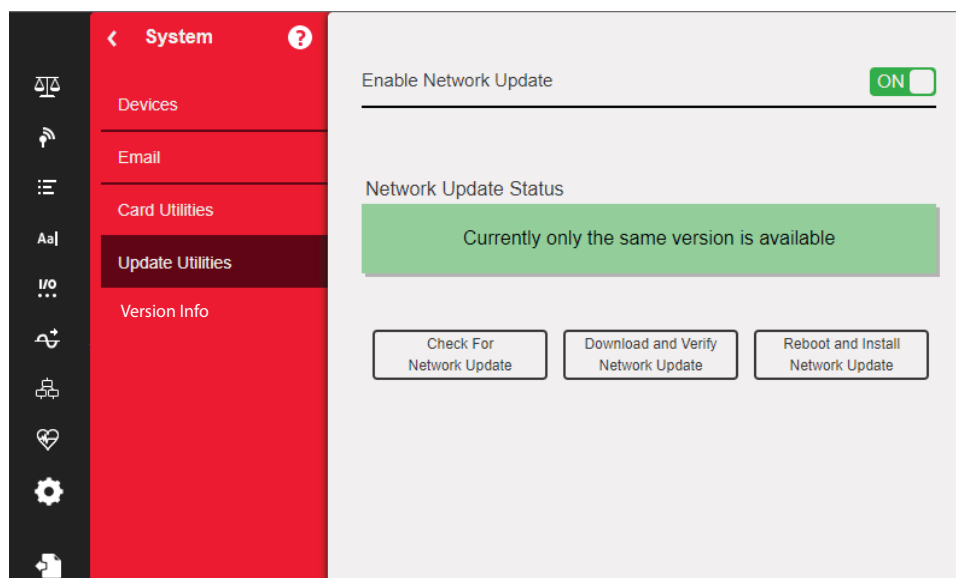 System
?
Devices
Email
Card Utilities
Update Utilities
Version Info
Aa
I/O
Enable Network Update
ON
Network Update Status
Currently only the same version is available
Check For
Network Update
Download and Verify
Network Update
Reboot and Install
Network Update